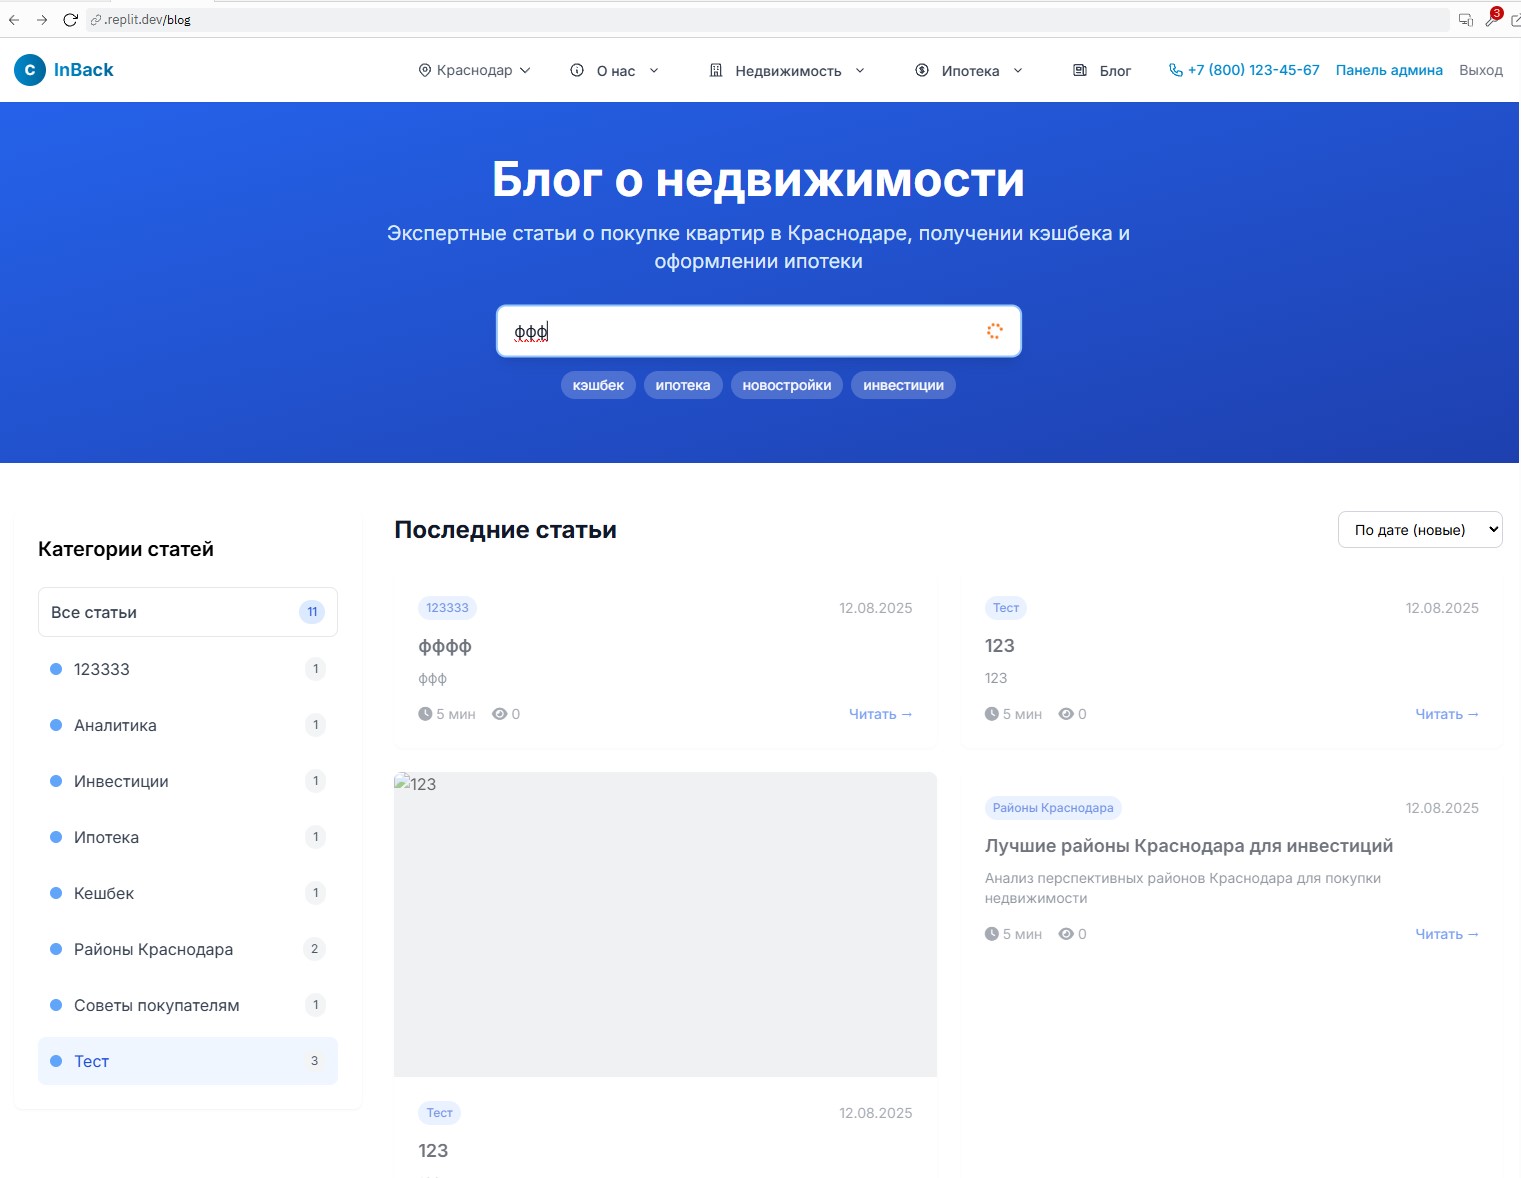 .replit.dev/blog
3
C InBack
Краснодар
О нас
Недвижимость
Ипотека
Блог
+7 (800) 123-45-67
Панель админа
Выход
Блог о недвижимости
Экспертные статьи о покупке квартир в Краснодаре, получении кэшбека и
оформлении ипотеки
ффф
кэшбек
ипотека
новостройки
инвестиции
Категории статей
Все статьи 11
123333 1
Аналитика 1
Инвестиции 1
Ипотека 1
Кешбек 1
Районы Краснодара 2
Советы покупателям 1
Тест 3
Последние статьи
По дате (новые)
123333 12.08.2025
фффф
ффф
5 мин 0 Читать →
Тест 12.08.2025
123
123
5 мин 0 Читать →
123
Тест 12.08.2025
123
Районы Краснодара 12.08.2025
Лучшие районы Краснодара для инвестиций
Анализ перспективных районов Краснодара для покупки
недвижимости
5 мин 0 Читать →